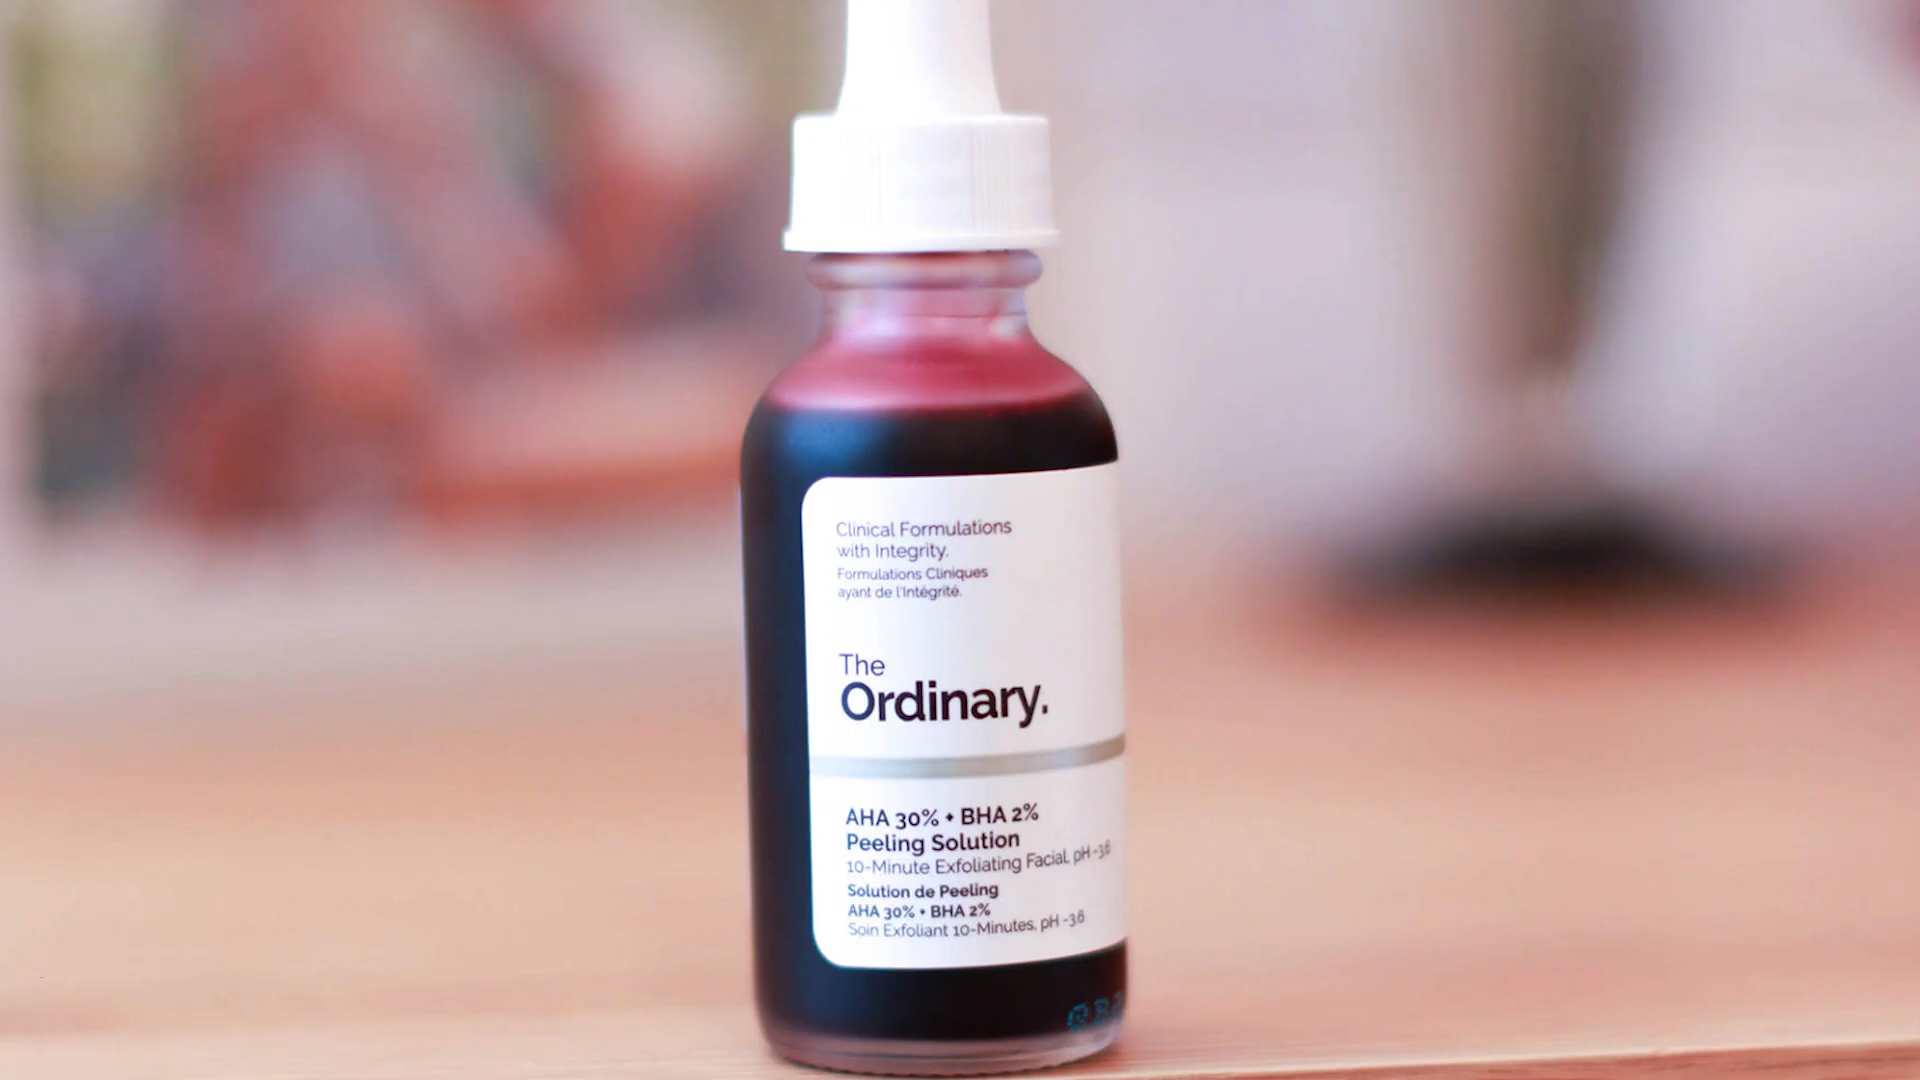 Clinical Formulations
with Integrity.
Formulations Cliniques
ayant de l'Intégrité.
The
Ordinary.
AHA 30% + BHA 2%
Peeling Solution
10-Minute Exfoliating Facial, pH ~3.6
Solution de Peeling
AHA 30% + BHA 2%
Soin Exfoliant 10-Minutes, pH ~3.6